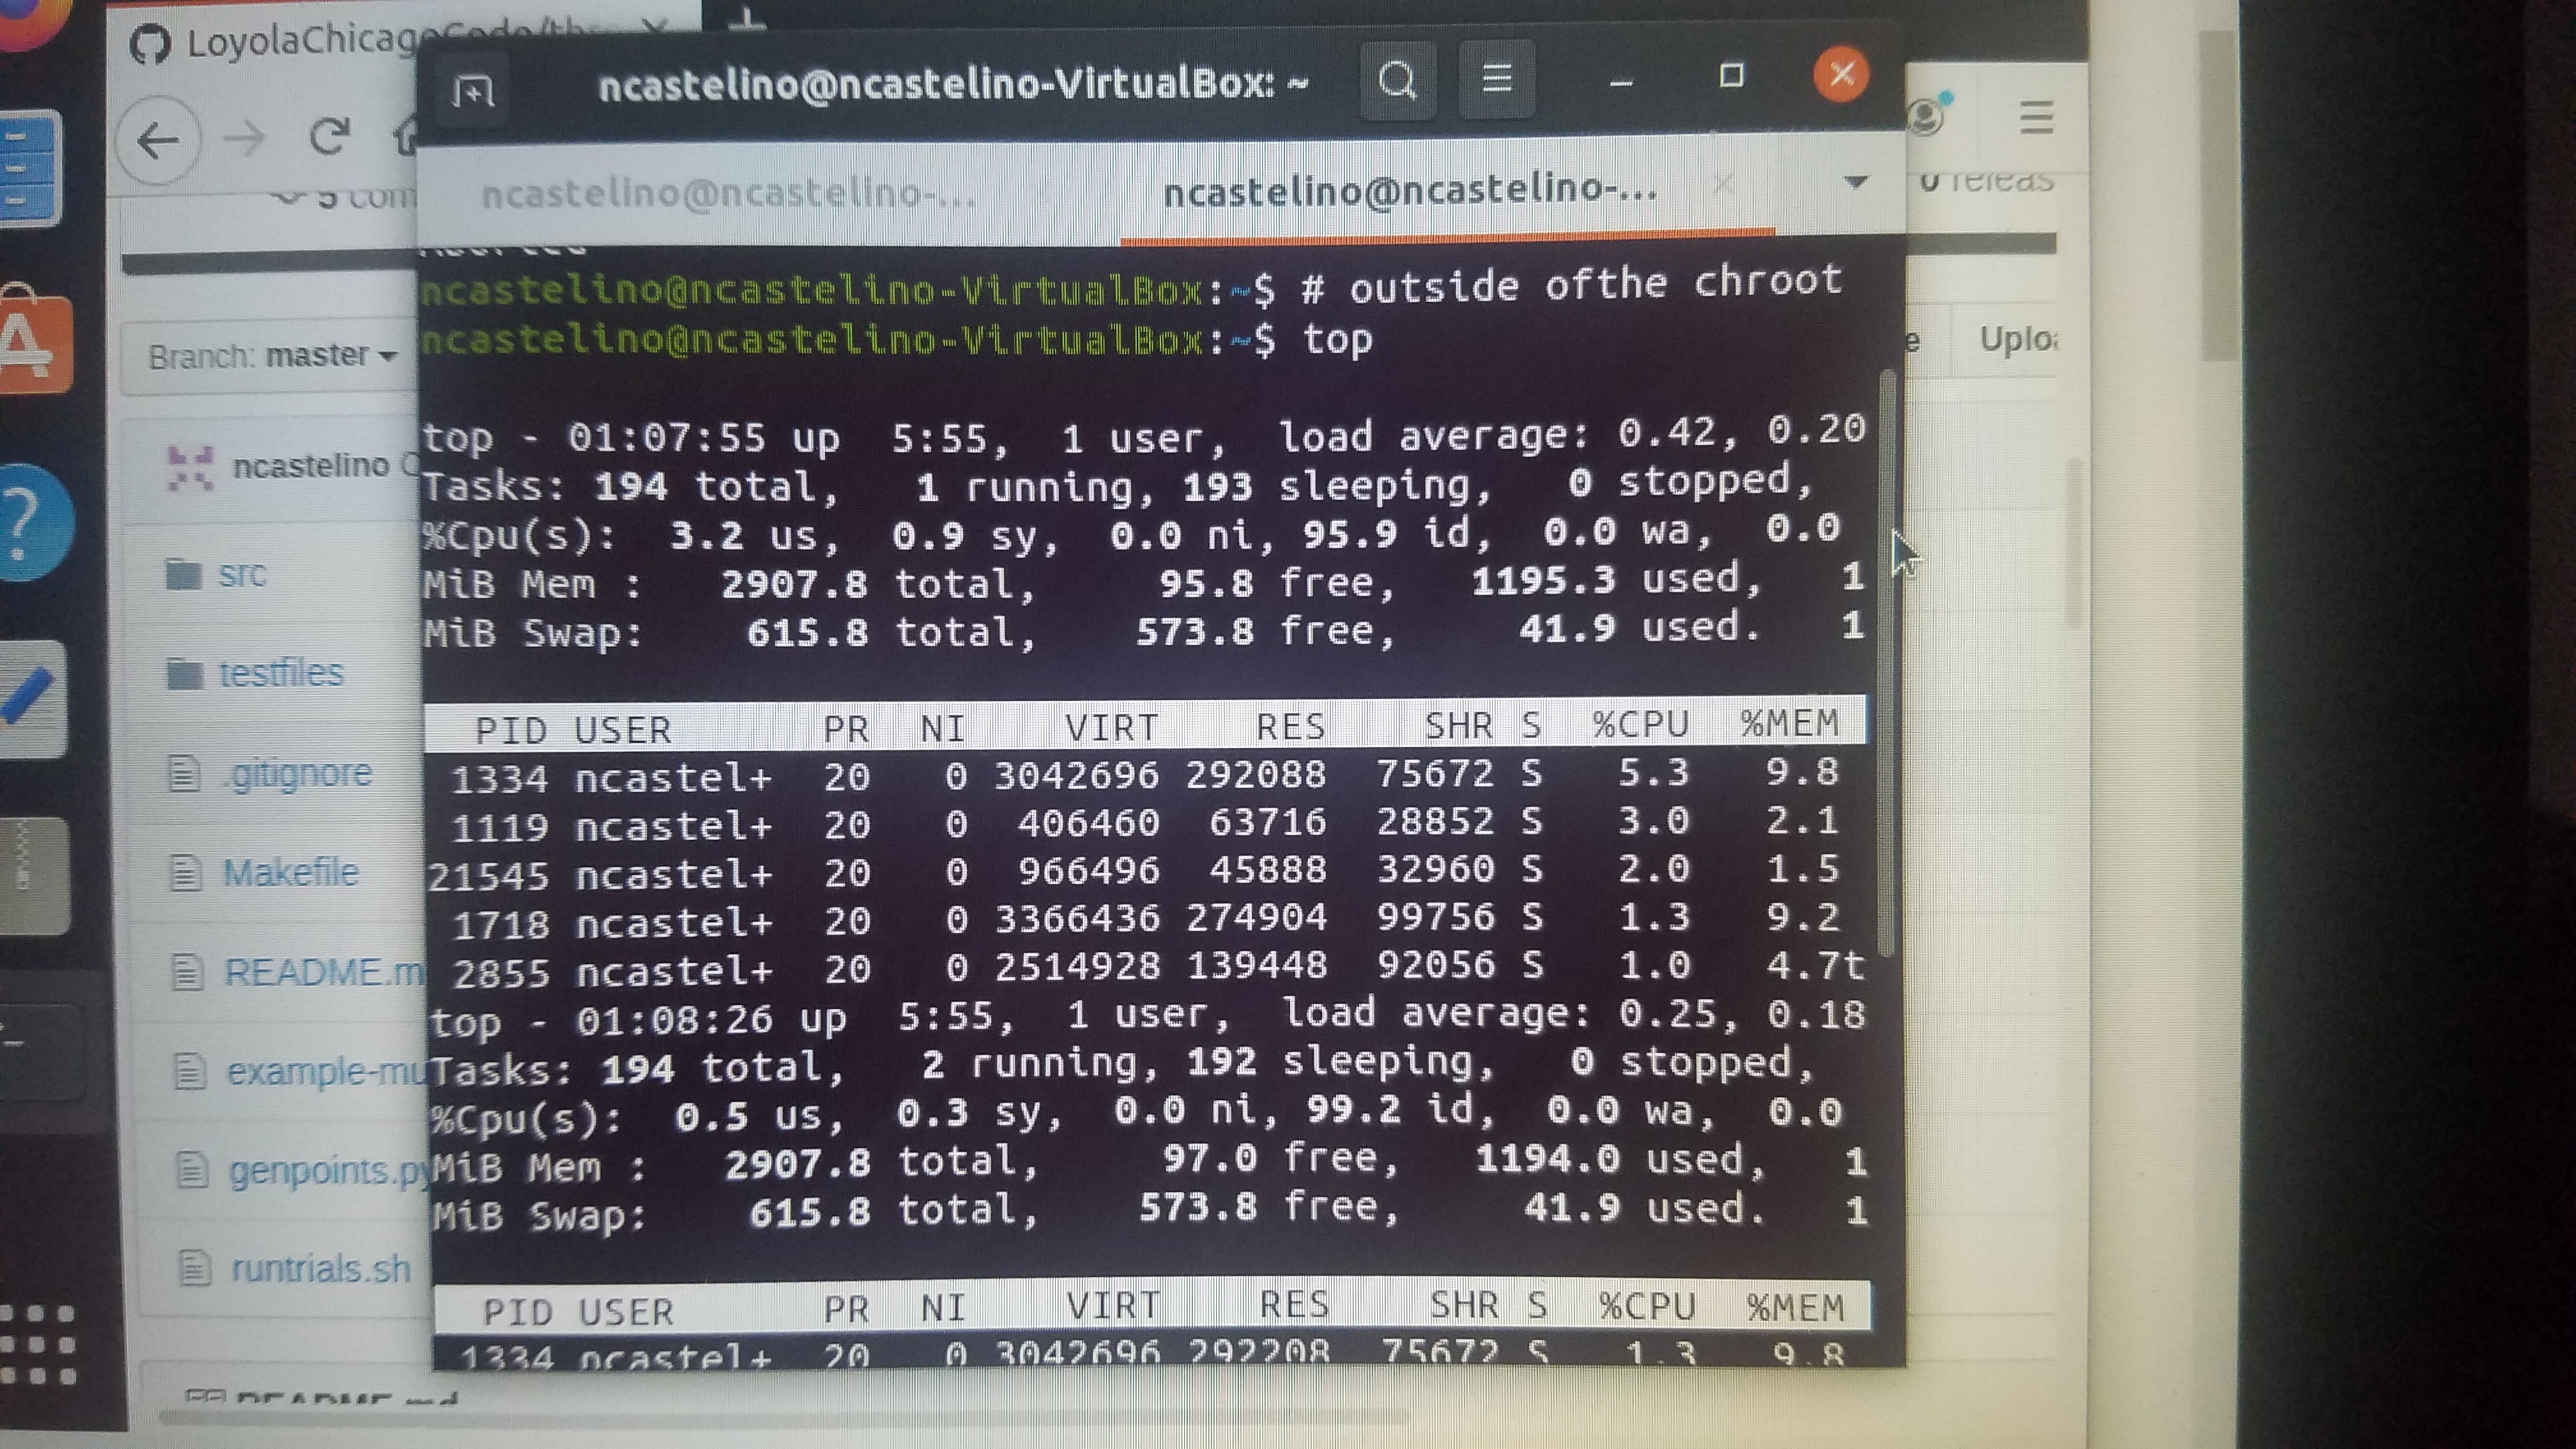 LoyolaChicagoCode/thr
ncastelino@ncastelino-VirtualBox: ~
ncastelino@ncastelino-...
ncastelino@ncastelino-...
5 com
0 releas
Branch: master
Uploa
ncastelino
src
testfiles
.gitignore
Makefile
README.m
example-mu
genpoints.py
runtrials.sh
README.md
ncastelino@ncastelino-VirtualBox:~$ # outside ofthe chroot
ncastelino@ncastelino-VirtualBox:~$ top
top - 01:07:55 up 5:55, 1 user, load average: 0.42, 0.20
Tasks: 194 total, 1 running, 193 sleeping, 0 stopped,
%Cpu(s): 3.2 us, 0.9 sy, 0.0 ni, 95.9 id, 0.0 wa, 0.0
MiB Mem : 2907.8 total, 95.8 free, 1195.3 used, 1
MiB Swap: 615.8 total, 573.8 free, 41.9 used. 1
PID USER PR NI VIRT RES SHR S %CPU %MEM
1334 ncastel+ 20 0 3042696 292088 75672 S 5.3 9.8
1119 ncastel+ 20 0 406460 63716 28852 S 3.0 2.1
21545 ncastel+ 20 0 966496 45888 32960 S 2.0 1.5
1718 ncastel+ 20 0 3366436 274904 99756 S 1.3 9.2
2855 ncastel+ 20 0 2514928 139448 92056 S 1.0 4.7t
top - 01:08:26 up 5:55, 1 user, load average: 0.25, 0.18
Tasks: 194 total, 2 running, 192 sleeping, 0 stopped,
%Cpu(s): 0.5 us, 0.3 sy, 0.0 ni, 99.2 id, 0.0 wa, 0.0
MiB Mem : 2907.8 total, 97.0 free, 1194.0 used, 1
MiB Swap: 615.8 total, 573.8 free, 41.9 used. 1
PID USER PR NI VIRT RES SHR S %CPU %MEM
1334 ncastel+ 20 0 3042696 292208 75672 S 1.3 9.8